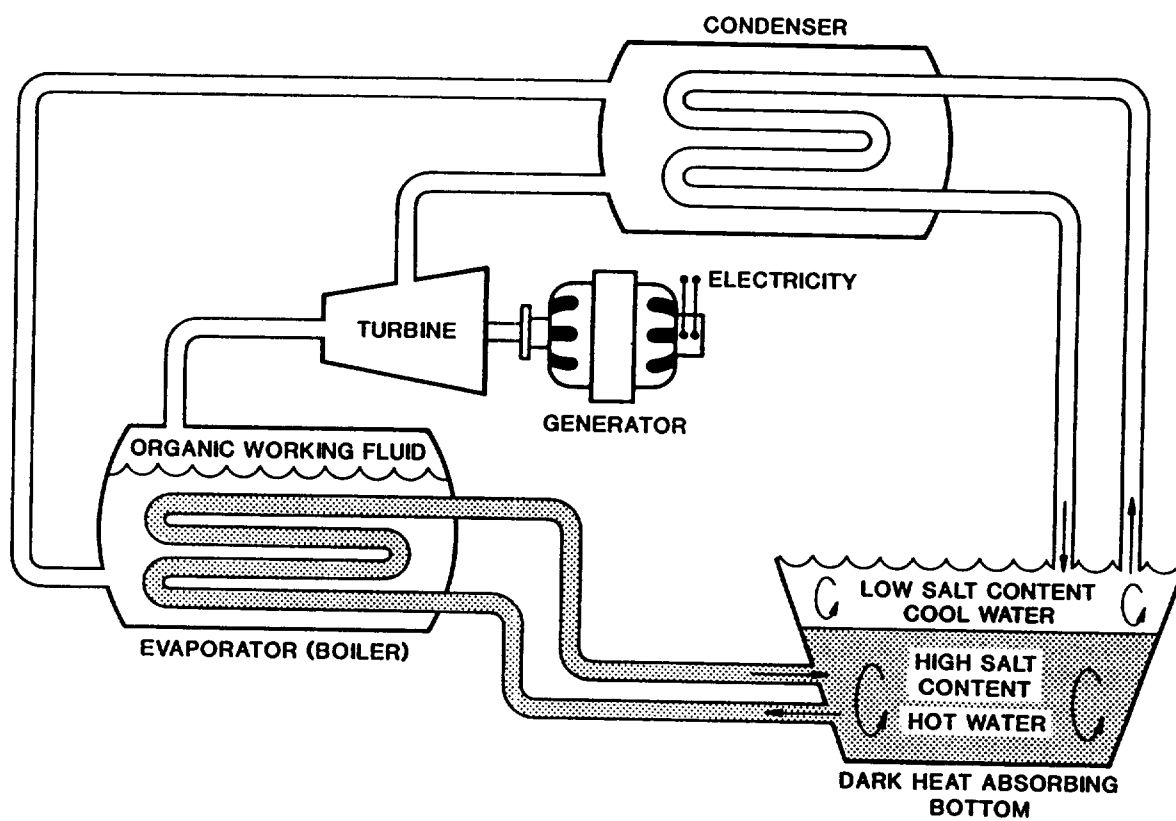 CONDENSER
ELECTRICITY
TURBINE
GENERATOR
ORGANIC WORKING FLUID
EVAPORATOR (BOILER)
LOW SALT CONTENT
COOL WATER
HIGH SALT
CONTENT
HOT WATER
DARK HEAT ABSORBING
BOTTOM